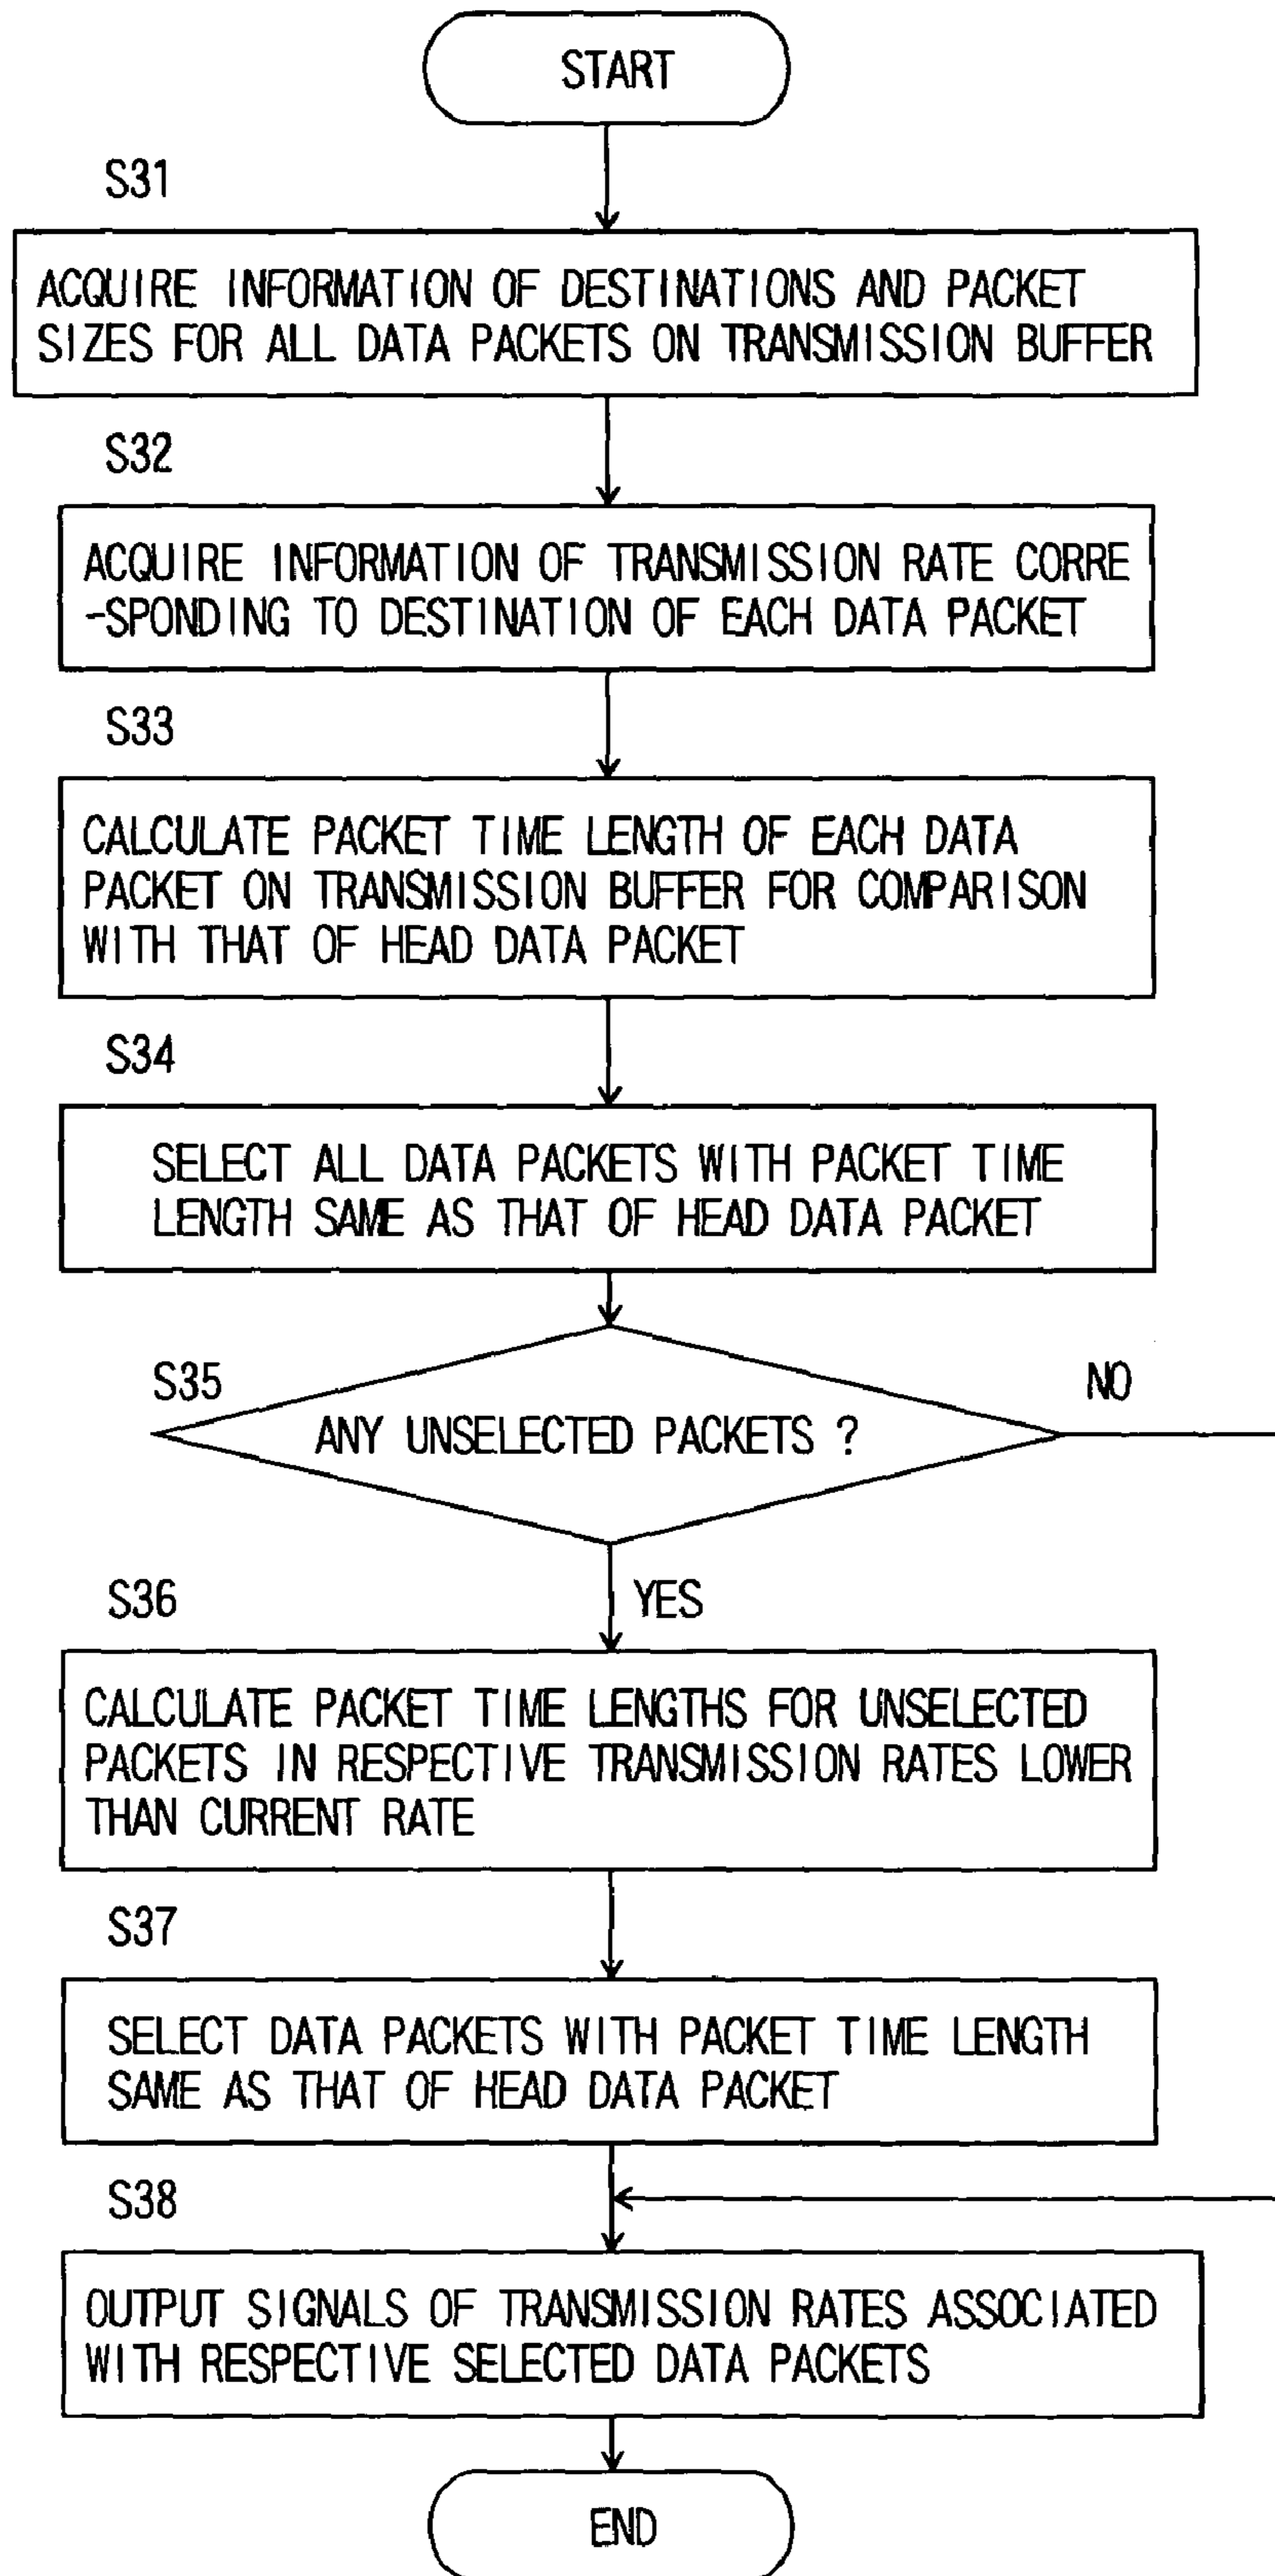 START
S31
ACQUIRE INFORMATION OF DESTINATIONS AND PACKET
SIZES FOR ALL DATA PACKETS ON TRANSMISSION BUFFER
S32
ACQUIRE INFORMATION OF TRANSMISSION RATE CORRE
-SPONDING TO DESTINATION OF EACH DATA PACKET
S33
CALCULATE PACKET TIME LENGTH OF EACH DATA
PACKET ON TRANSMISSION BUFFER FOR COMPARISON
WITH THAT OF HEAD DATA PACKET
S34
SELECT ALL DATA PACKETS WITH PACKET TIME
LENGTH SAME AS THAT OF HEAD DATA PACKET
S35
NO
ANY UNSELECTED PACKETS ?
S36
YES
CALCULATE PACKET TIME LENGTHS FOR UNSELECTED
PACKETS IN RESPECTIVE TRANSMISSION RATES LOWER
THAN CURRENT RATE
S37
SELECT DATA PACKETS WITH PACKET TIME LENGTH
SAME AS THAT OF HEAD DATA PACKET
S38
OUTPUT SIGNALS OF TRANSMISSION RATES ASSOCIATED
WITH RESPECTIVE SELECTED DATA PACKETS
END